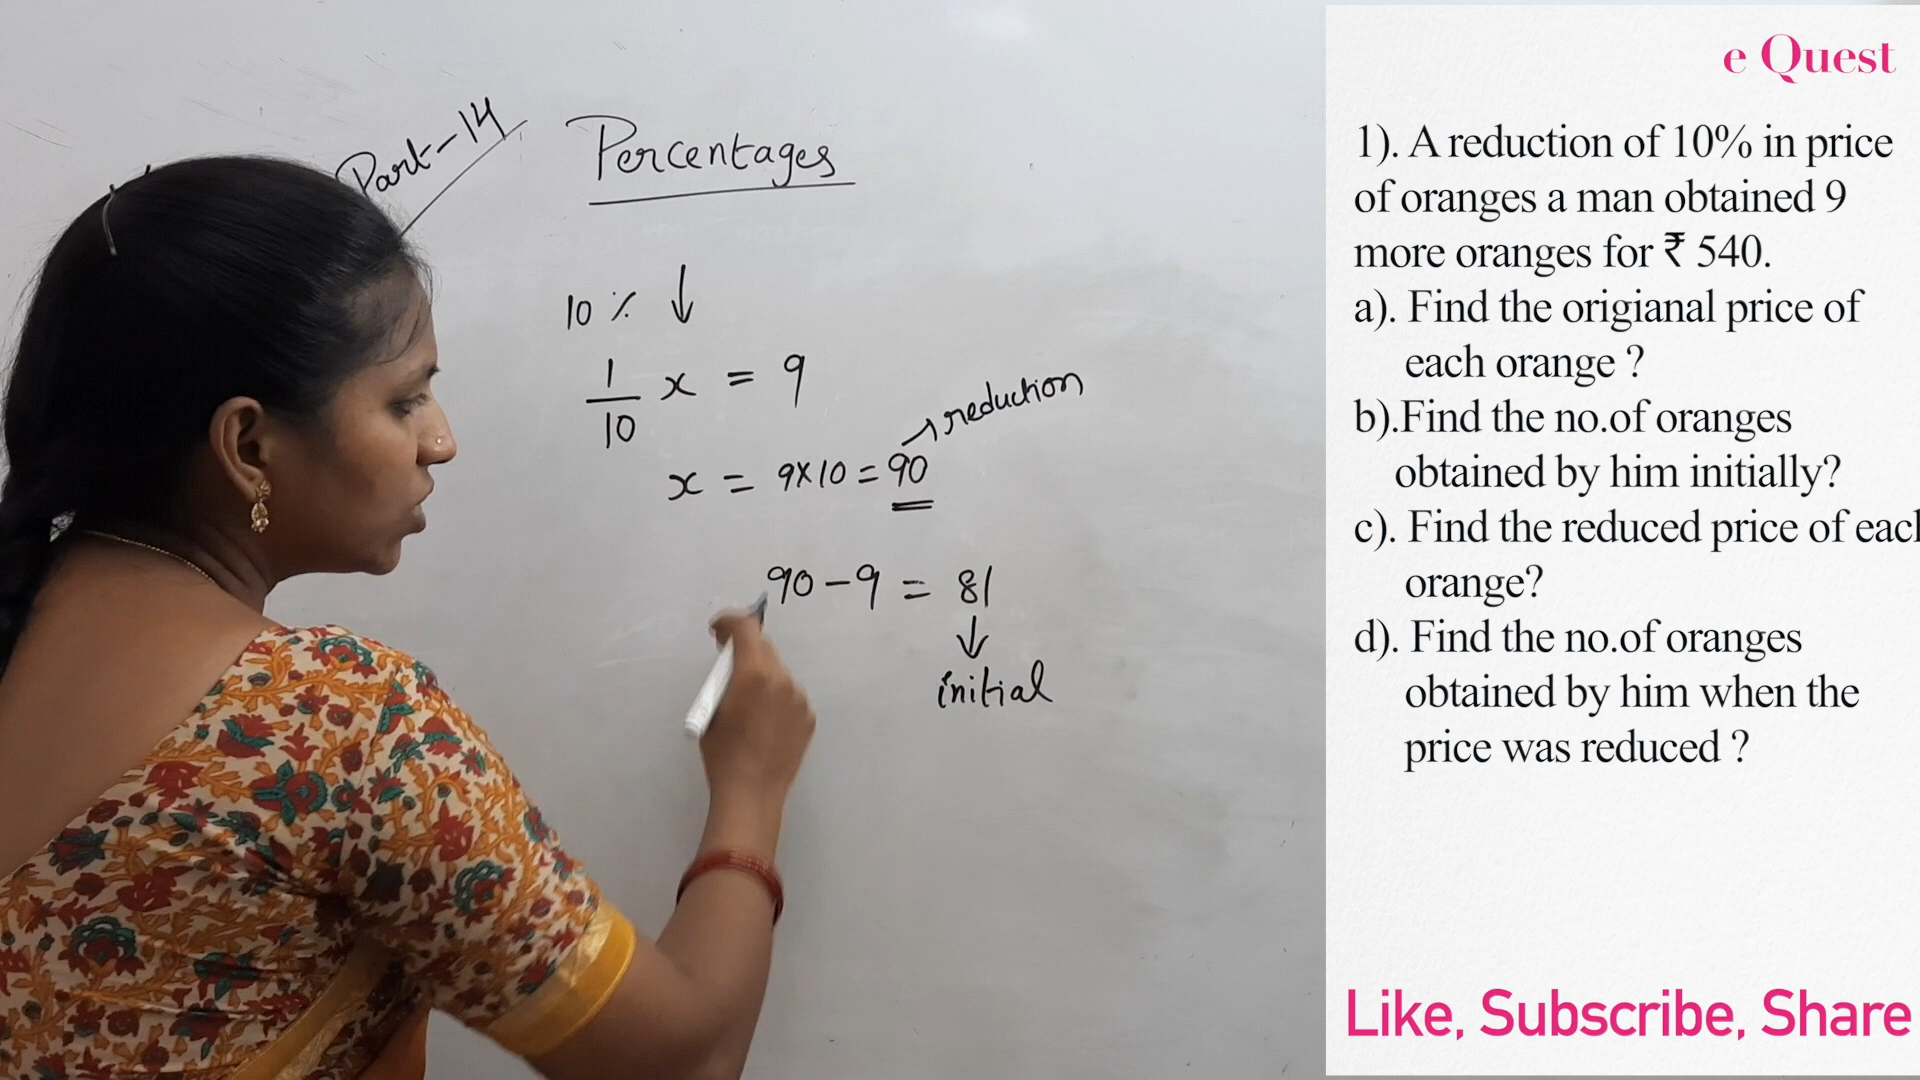 Part-14
Percentages
10 % ↓
1/10 x = 9
x = 9x10 = 90 → reduction
90 - 9 = 81
↓
initial
e Quest
1). A reduction of 10% in price
of oranges a man obtained 9
more oranges for ₹ 540.
a). Find the origianal price of
each orange ?
b).Find the no.of oranges
obtained by him initially?
c). Find the reduced price of eacl
orange?
d). Find the no.of oranges
obtained by him when the
price was reduced ?
Like, Subscribe, Share